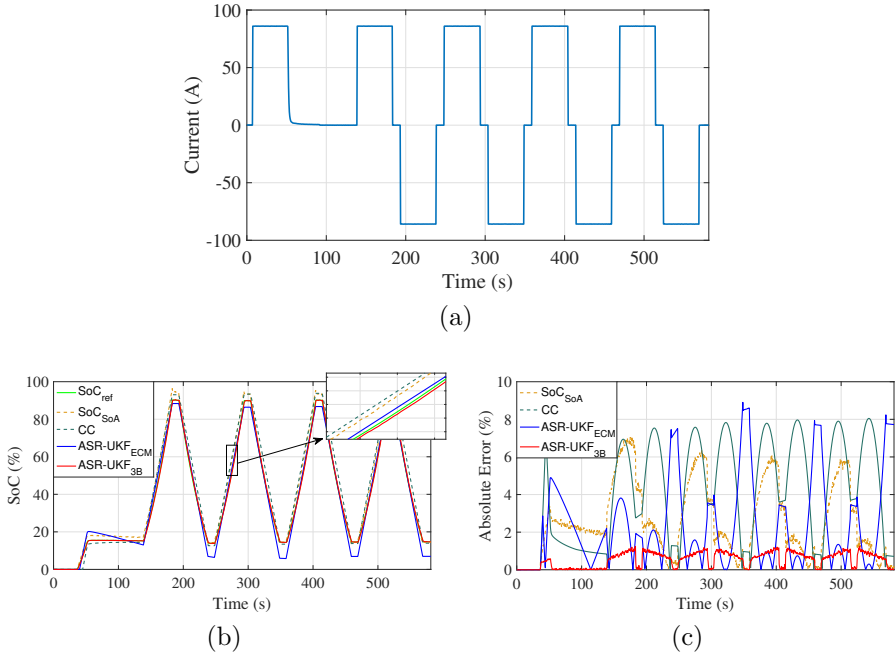 100
50
0
-50
-100
Current (A)
0 100 200 300 400 500
Time (s)
(a)
100
80
60
40
20
0
SoC (%)
SoC_ref
SoC_SoA
CC
ASR-UKF_ECM
ASR-UKF_3B
0 100 200 300 400 500
Time (s)
(b)
10
8
6
4
2
0
Absolute Error (%)
SoC_SoA
CC
ASR-UKF_ECM
ASR-UKF_3B
0 100 200 300 400 500
Time (s)
(c)